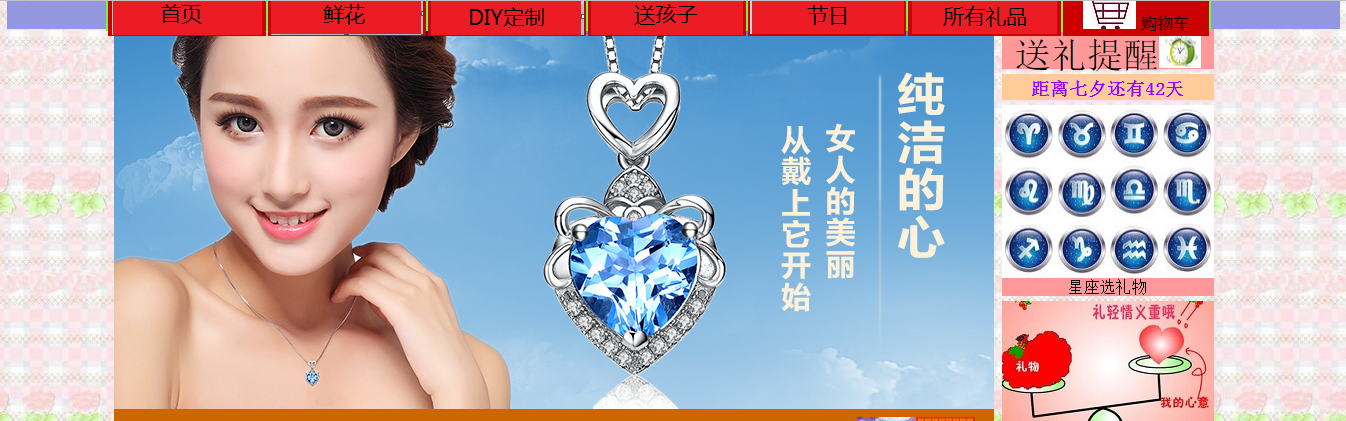 首页
鲜花
DIY定制
送孩子
节日
所有礼品
购物车
纯洁的心
女人的美丽
从戴上它开始
送礼提醒
距离七夕还有42天
星座选礼物
礼轻情义重哦
礼物
我的心意